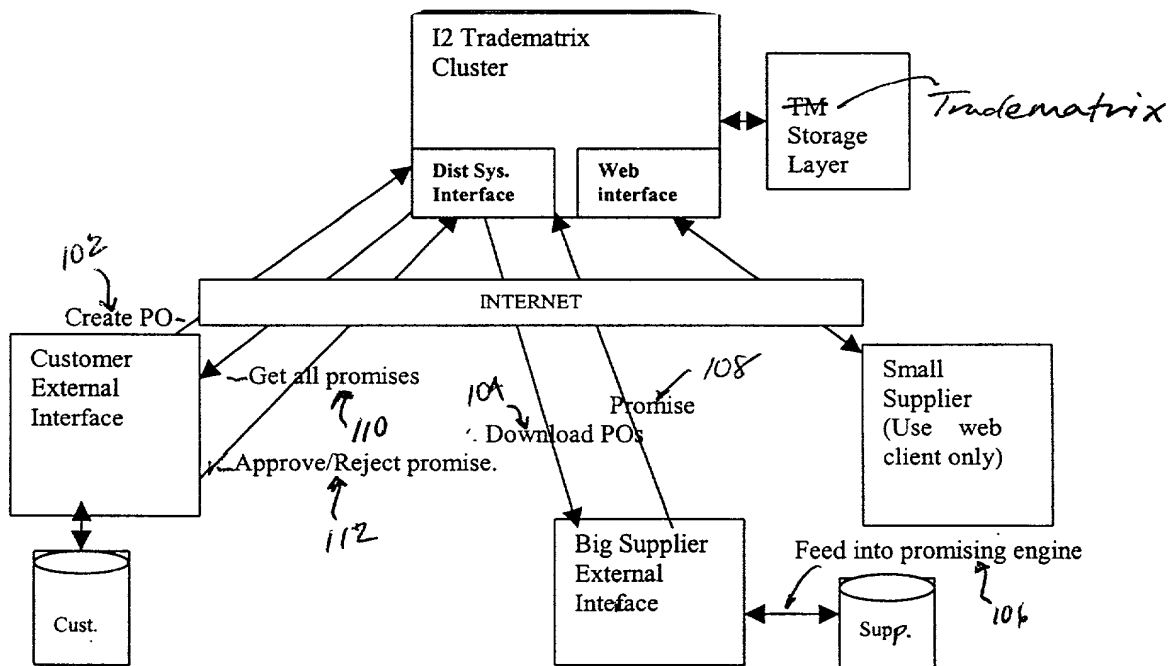 I2 Tradematrix
Cluster
TM
Storage
Layer
Tradematrix
Dist Sys.
Interface
Web
interface
102
Create PO
INTERNET
Customer
External
Interface
Get all promises
110
Approve/Reject promise.
112
104
Download POs
108
Promise
Small
Supplier
(Use web
client only)
Big Supplier
External
Inteface
Feed into promising engine
106
Cust.
Supp.